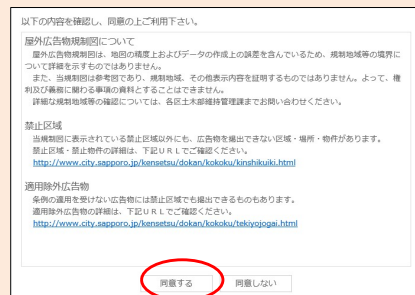 以下の内容を確認し、同意の上ご利用下さい。
屋外広告物規制図について
屋外広告物規制図は、地図の精度上およびデータの作成上の誤差を含んでいるため、規制地域等の境界に
ついて詳細を示すものではありません。
また、当規制図は参考図であり、規制地域、その他表示内容を証明するものではありません。よって、権
利及び義務に関わる事項の資料とすることはできません。
詳細な規制地域等の確認については、各区土木部維持管理課までお問い合わせください。
禁止区域
当規制図に表示されている禁止区域以外にも、広告物を掲出できない区域・場所・物件があります。
禁止区域・禁止物件の詳細は、下記ＵＲＬでご確認ください。
http://www.city.sapporo.jp/kensetsu/dokan/kokoku/kinshikuiki.html
適用除外広告物
条例の適用を受けない広告物には禁止区域でも掲出できるものもあります。
適用除外広告物の詳細は、下記ＵＲＬでご確認ください。
http://www.city.sapporo.jp/kensetsu/dokan/kokoku/tekiyojogai.html
同意する 同意しない